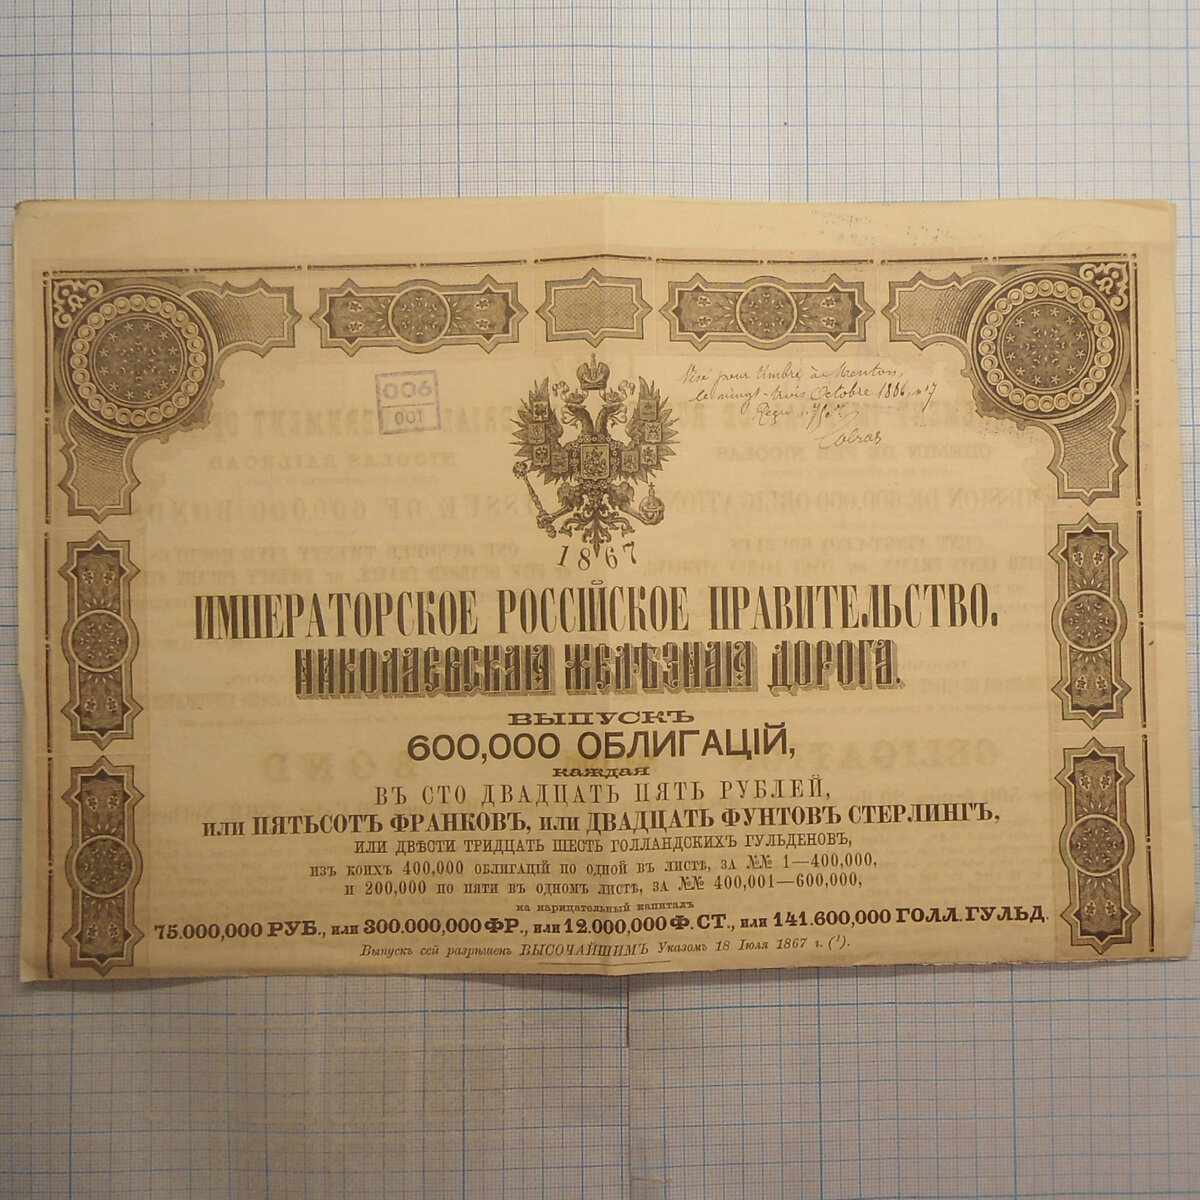 006
001
Visé pour timbre à Menton,
le vingt-trois Octobre 1886, n° 7
1867
ИМПЕРАТОРСКОЕ РОССІЙСКОЕ ПРАВИТЕЛЬСТВО.
НИКОЛАЕВСКАЯ ЖЕЛѢЗНАЯ ДОРОГА.
ВЫПУСКЪ
600,000 ОБЛИГАЦІЙ,
КАЖДАЯ
ВЪ СТО ДВАДЦАТЬ ПЯТЬ РУБЛЕЙ,
ИЛИ ПЯТЬСОТЪ ФРАНКОВЪ, ИЛИ ДВАДЦАТЬ ФУНТОВЪ СТЕРЛИНГЪ,
ИЛИ ДВѢСТИ ТРИДЦАТЬ ШЕСТЬ ГОЛЛАНДСКИХЪ ГУЛЬДЕНОВЪ,
ИЗЪ КОИХЪ 400,000 ОБЛИГАЦІЙ ПО ОДНОЙ ВЪ ЛИСТѢ, ЗА №№ 1—400,000,
И 200,000 ПО ПЯТИ ВЪ ОДНОМЪ ЛИСТѢ, ЗА №№ 400,001—600,000,
на нарицательный капиталъ
75.000,000 РУБ., или 300.000,000 ФР., или 12.000,000 Ф. СТ., или 141.600,000 ГОЛЛ. ГУЛЬД.
Выпускъ сей разрѣшенъ ВЫСОЧАЙШИМЪ Указомъ 18 Іюля 1867 г. (¹).